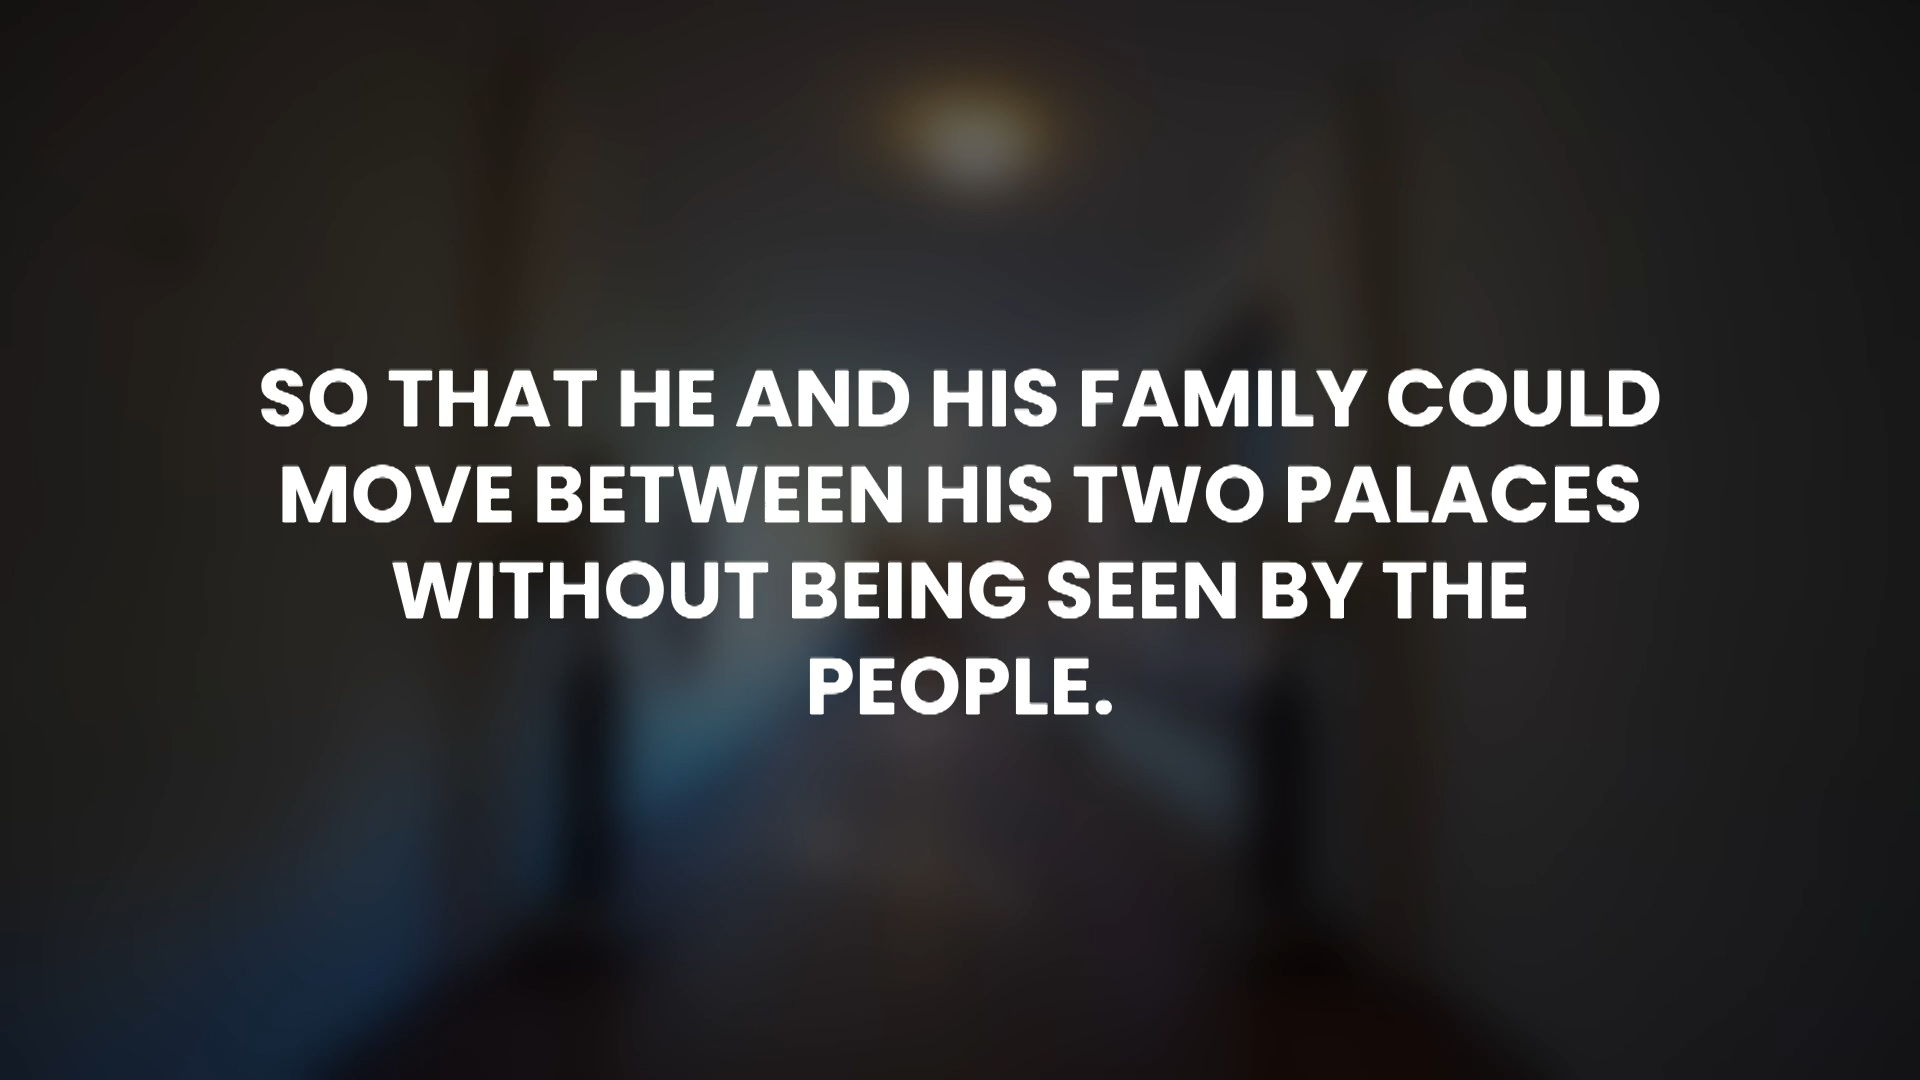 SO THAT HE AND HIS FAMILY COULD
MOVE BETWEEN HIS TWO PALACES
WITHOUT BEING SEEN BY THE
PEOPLE.